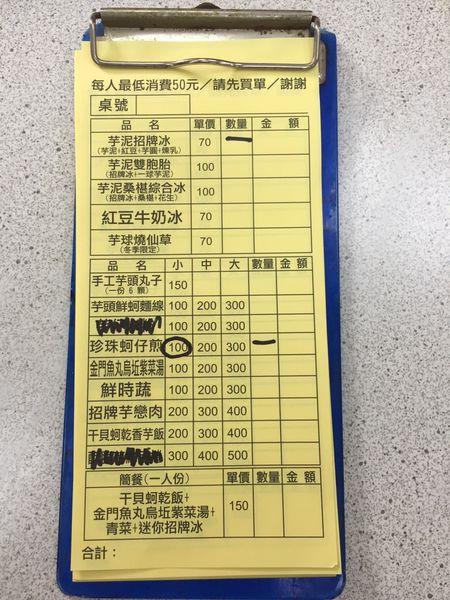 每人最低消費50元／請先買單／謝謝
桌號
品 名 單價 數量 金 額
芋泥招牌冰 70 一
(芋泥+紅豆+芋圓+煉乳)
芋泥雙胞胎 100
(招牌冰+一球芋泥)
芋泥桑椹綜合冰 100
(招牌冰+桑椹+花生)
紅豆牛奶冰 70
芋球燒仙草 70
(冬季限定)
品 名 小 中 大 數量 金 額
手工芋頭丸子 150
(一份 6 顆)
芋頭鮮蚵麵線 100 200 300
100 200 300
珍珠蚵仔煎 100 200 300 一
金門魚丸烏坵紫菜湯 100 200 300
鮮時蔬 100 200 300
招牌芋戀肉 200 300 400
干貝蚵乾香芋飯 200 300 400
300 400 500
簡餐(一人份) 單價 數量 金 額
干貝蚵乾飯+
金門魚丸烏坵紫菜湯+ 150
青菜+迷你招牌冰
合計：